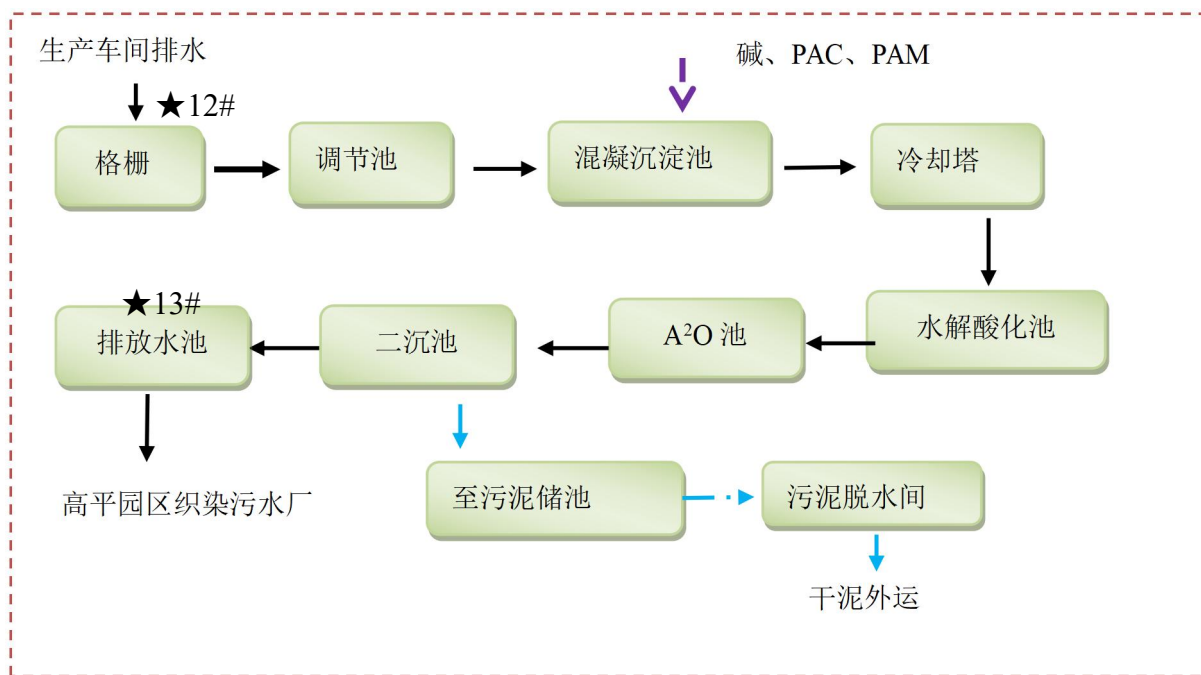 生产车间排水
碱、PAC、PAM
★12#
格栅
调节池
混凝沉淀池
冷却塔
★13#
排放水池
二沉池
A²O 池
水解酸化池
高平园区织染污水厂
至污泥储池
污泥脱水间
干泥外运